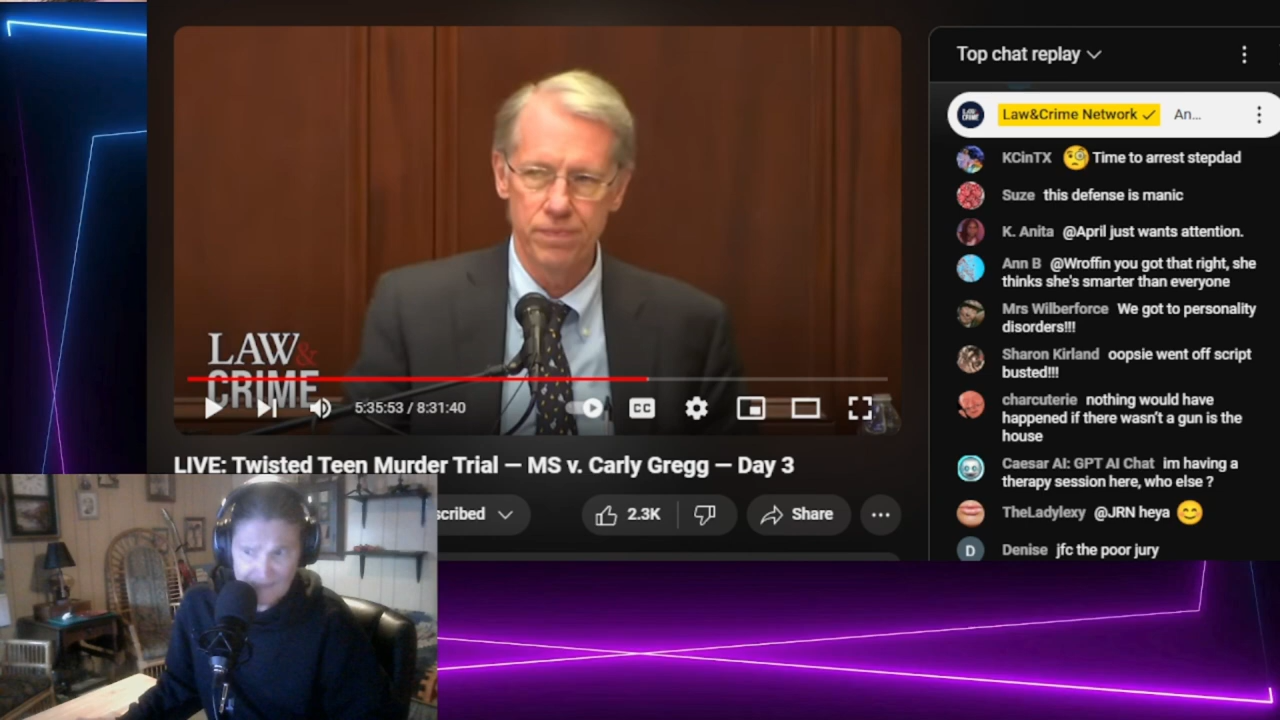 Top chat replay
LAW&
CRIME
5:35:53 / 8:31:40
CC
LIVE: Twisted Teen Murder Trial — MS v. Carly Gregg — Day 3
scribed
2.3K
Share
LAW&
CRIME
Law&Crime Network An...
KCinTX 🧐 Time to arrest stepdad
Suze this defense is manic
K. Anita @April just wants attention.
Ann B @Wroffin you got that right, she
thinks she's smarter than everyone
Mrs Wilberforce We got to personality
disorders!!!
Sharon Kirland oopsie went off script
busted!!!
charcuterie nothing would have
happened if there wasn't a gun is the
house
Caesar AI: GPT AI Chat im having a
therapy session here, who else ?
TheLadylexy @JRN heya 😊
D
Denise jfc the poor jury